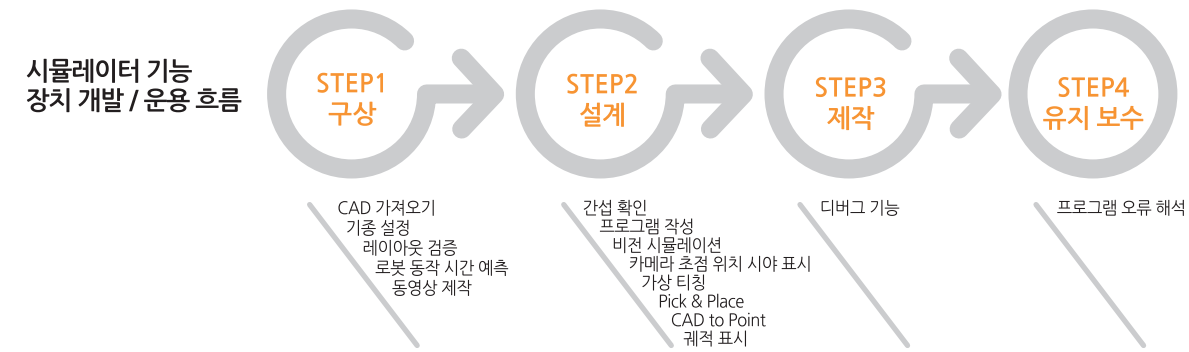 시뮬레이터 기능
장치 개발 / 운용 흐름
STEP1
구상
STEP2
설계
STEP3
제작
STEP4
유지 보수
CAD 가져오기
기종 설정
레이아웃 검증
로봇 동작 시간 예측
동영상 제작
간섭 확인
프로그램 작성
비전 시뮬레이션
카메라 초점 위치 시야 표시
가상 티칭
Pick & Place
CAD to Point
궤적 표시
디버그 기능
프로그램 오류 해석